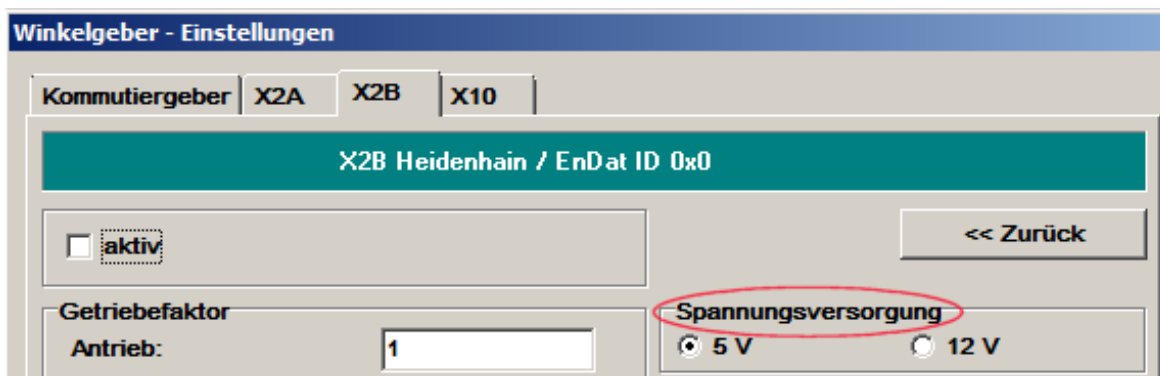 Winkelgeber - Einstellungen
Kommutiergeber X2A X2B X10
X2B Heidenhain / EnDat ID 0x0
aktiv
<< Zurück
Getriebefaktor
Antrieb: 1
Spannungsversorgung
5 V 12 V